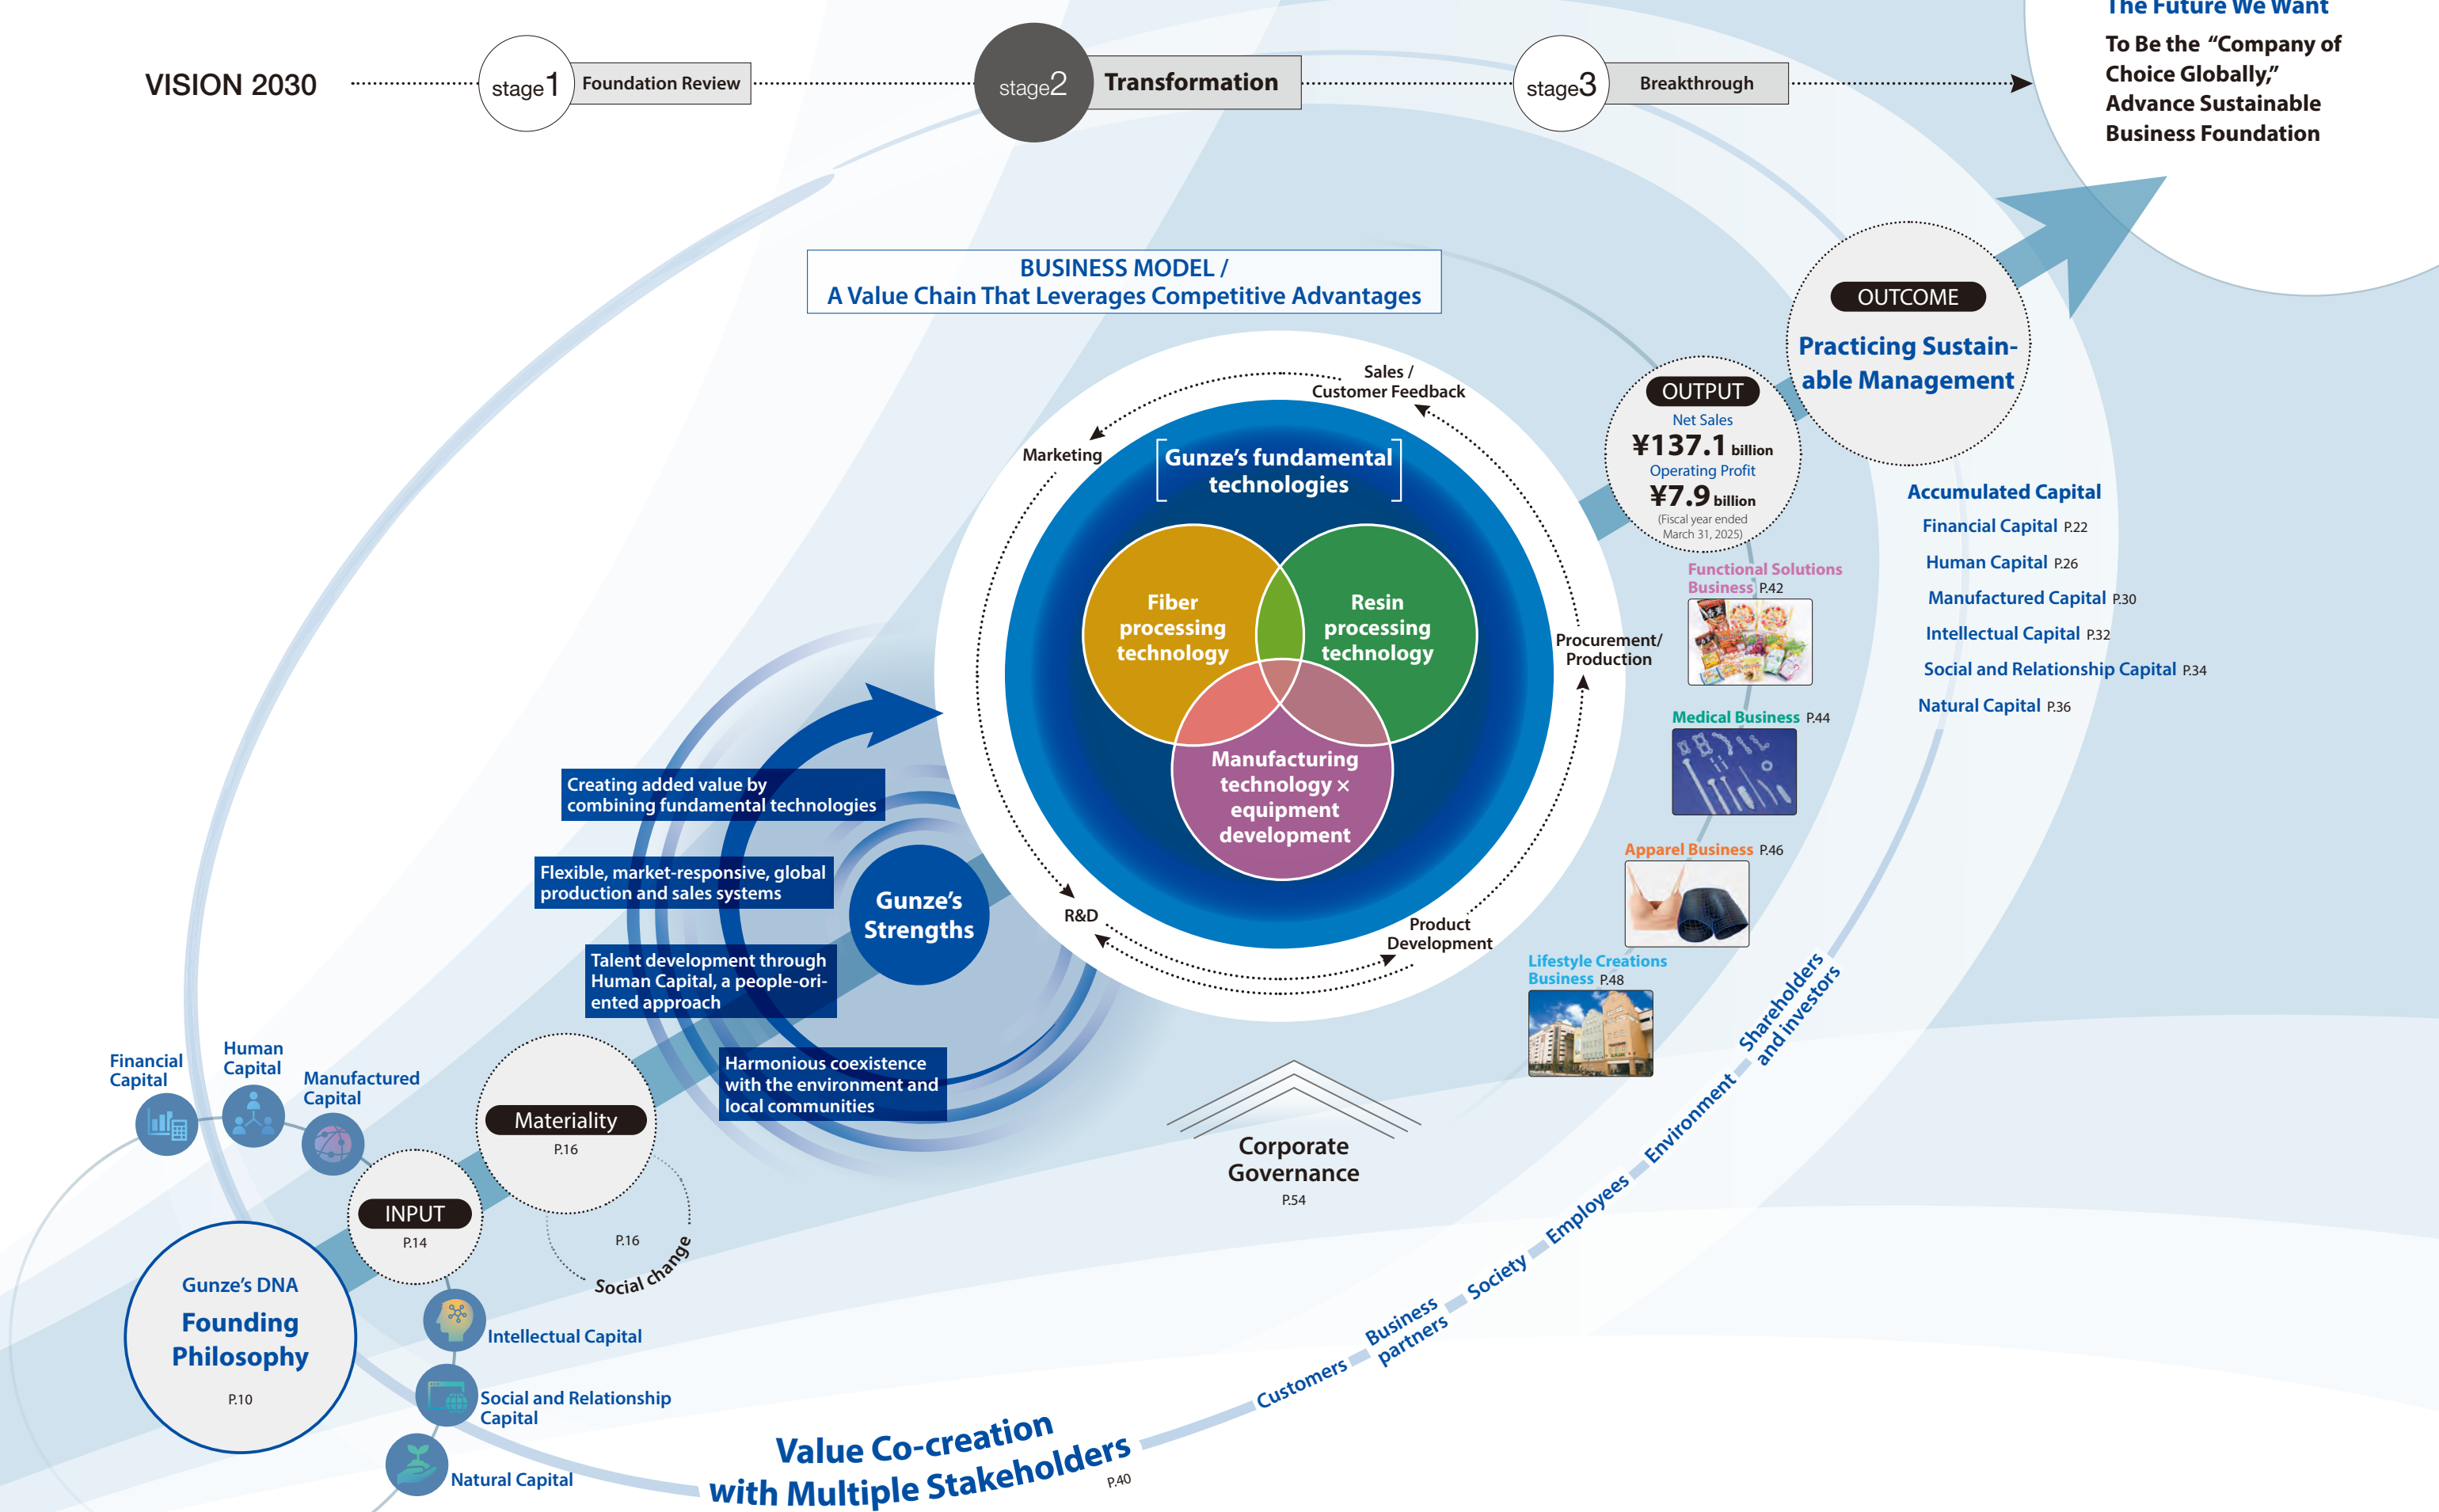 The Future We Want
To Be the “Company of
Choice Globally,”
Advance Sustainable
Business Foundation
VISION 2030
stage1
Foundation Review
stage2
Transformation
stage3
Breakthrough
BUSINESS MODEL /
A Value Chain That Leverages Competitive Advantages
OUTCOME
Practicing Sustain-
able Management
OUTPUT
Net Sales
¥137.1 billion
Operating Profit
¥7.9 billion
(Fiscal year ended
March 31, 2025)
Accumulated Capital
Financial Capital P.22
Human Capital P.26
Manufactured Capital P.30
Intellectual Capital P.32
Social and Relationship Capital P.34
Natural Capital P.36
Sales /
Customer Feedback
Marketing
Gunze’s fundamental
technologies
Fiber
processing
technology
Resin
processing
technology
Manufacturing
technology ×
equipment
development
Procurement/
Production
R&D
Product
Development
Functional Solutions
Business P.42
Medical Business P.44
Apparel Business P.46
Lifestyle Creations
Business P.48
Creating added value by
combining fundamental technologies
Flexible, market-responsive, global
production and sales systems
Talent development through
Human Capital, a people-ori-
ented approach
Harmonious coexistence
with the environment and
local communities
Gunze’s
Strengths
Corporate
Governance
P.54
Financial
Capital
Human
Capital
Manufactured
Capital
Materiality
P.16
INPUT
P.14
P.16
Social change
Gunze’s DNA
Founding
Philosophy
P.10
Intellectual Capital
Social and Relationship
Capital
Natural Capital
Value Co-creation
with Multiple Stakeholders
P.40
Customers
Business
partners
Society
Employees
Environment
Shareholders
and investors